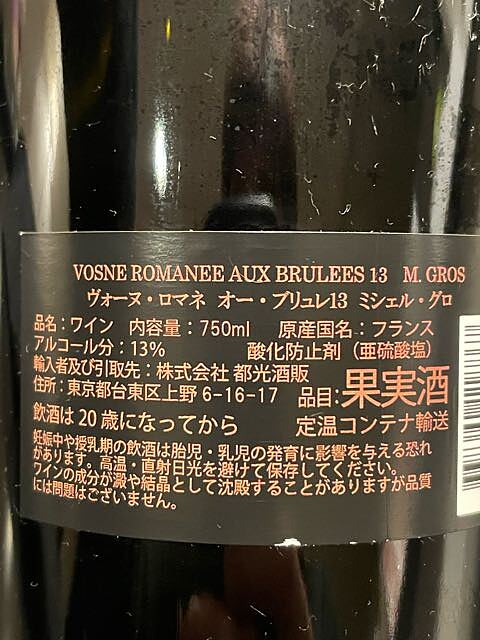 VOSNE ROMANEE AUX BRULEES 13 M. GROS
ヴォーヌ・ロマネ オー・ブリュレ13 ミシェル・グロ
品名：ワイン 内容量：750ml 原産国名：フランス
アルコール分：13% 酸化防止剤（亜硫酸塩）
輸入者及び引取先：株式会社 都光酒販
住所：東京都台東区上野 6-16-17 品目:果実酒
飲酒は 20 歳になってから 定温コンテナ輸送
妊娠中や授乳期の飲酒は胎児・乳児の発育に影響を与える恐れ
があります。高温・直射日光を避けて保存してください。
ワインの成分が澱や結晶として沈殿することがありますが品質
には問題はございません。